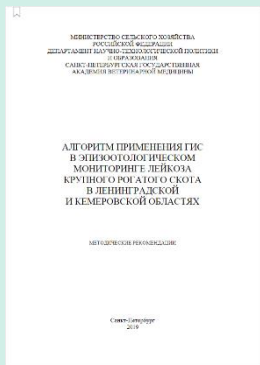 МИНИСТЕРСТВО СЕЛЬСКОГО ХОЗЯЙСТВА
РОССИЙСКОЙ ФЕДЕРАЦИИ
ДЕПАРТАМЕНТ НАУЧНО-ТЕХНОЛОГИЧЕСКОЙ ПОЛИТИКИ
И ОБРАЗОВАНИЯ
САНКТ-ПЕТЕРБУРГСКАЯ ГОСУДАРСТВЕННАЯ
АКАДЕМИЯ ВЕТЕРИНАРНОЙ МЕДИЦИНЫ
АЛГОРИТМ ПРИМЕНЕНИЯ ГИС
В ЭПИЗООТОЛОГИЧЕСКОМ
МОНИТОРИНГЕ ЛЕЙКОЗА
КРУПНОГО РОГАТОГО СКОТА
В ЛЕНИНГРАДСКОЙ
И КЕМЕРОВСКОЙ ОБЛАСТЯХ
МЕТОДИЧЕСКИЕ РЕКОМЕНДАЦИИ
Санкт-Петербург
2019